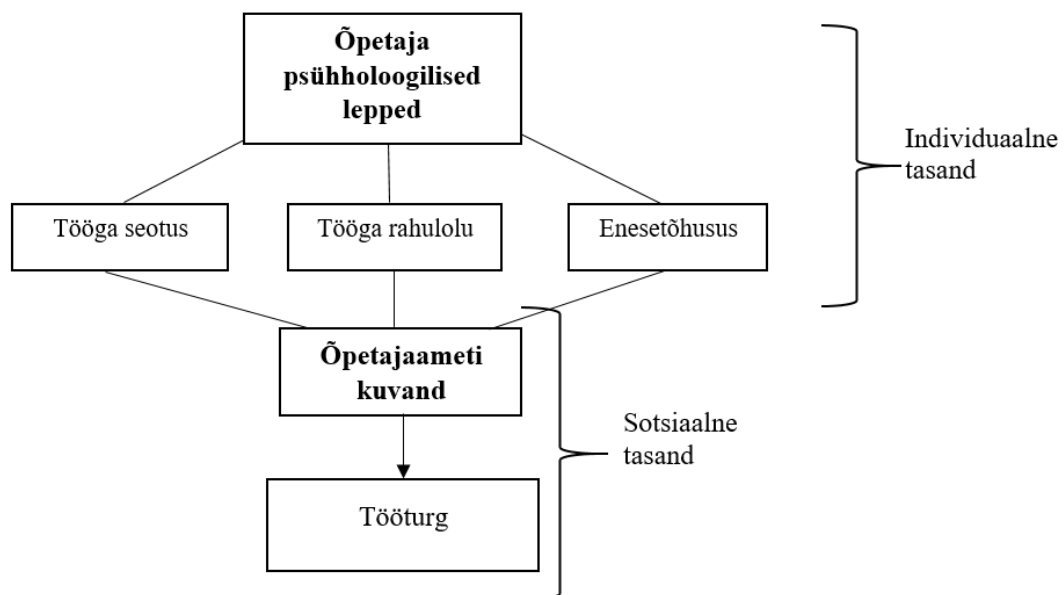 Õpetaja
psühholoogilised
lepped
Individuaalne
tasand
Tööga seotus
Tööga rahulolu
Enesetõhusus
Õpetajaameti
kuvand
Sotsiaalne
tasand
Tööturg